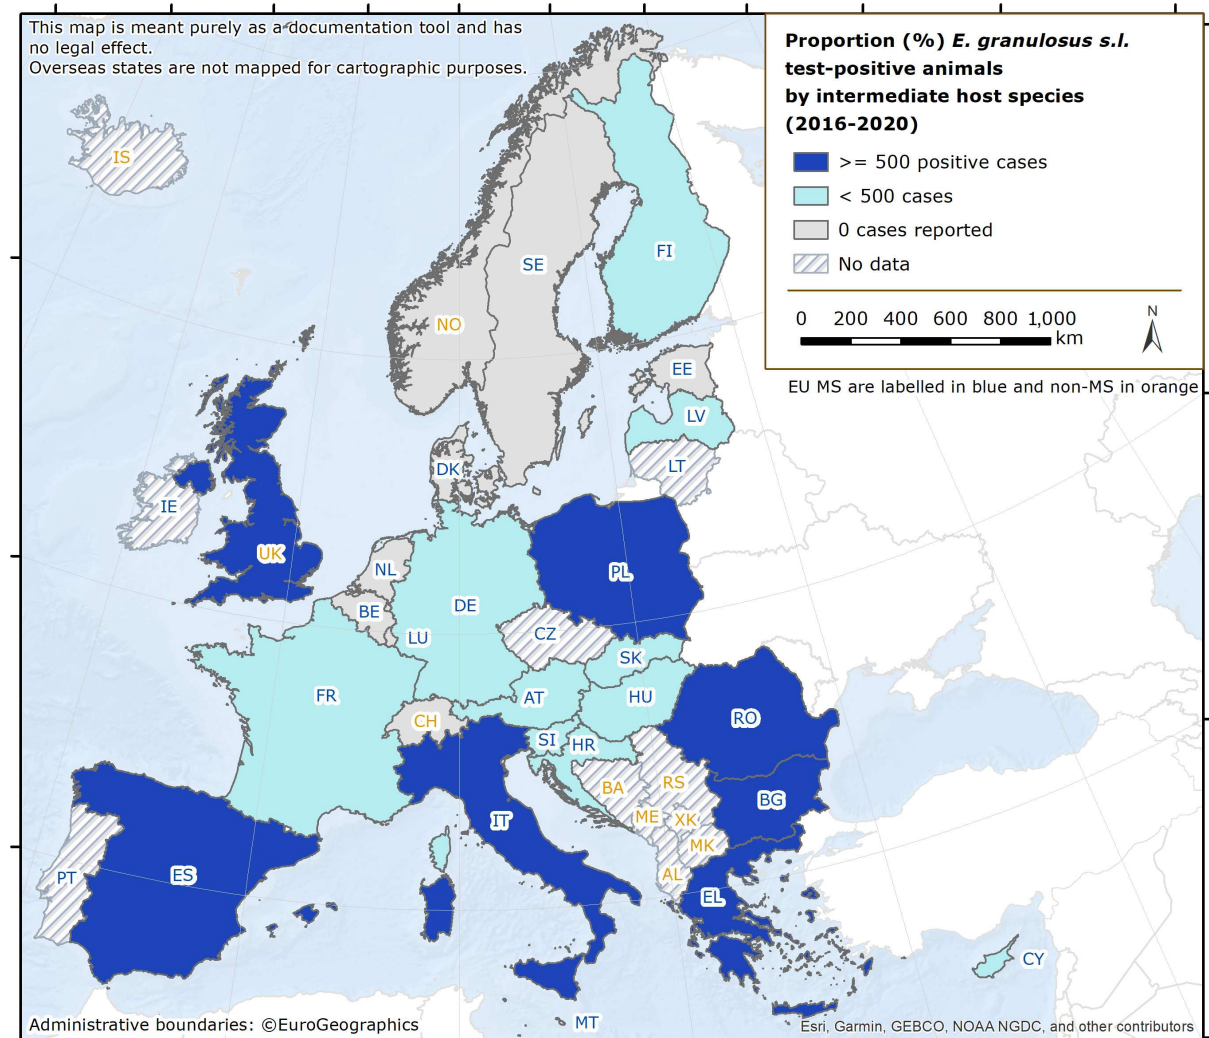 This map is meant purely as a documentation tool and has
no legal effect.
Overseas states are not mapped for cartographic purposes.
Proportion (%) E. granulosus s.l.
test-positive animals
by intermediate host species
(2016-2020)
>= 500 positive cases
< 500 cases
0 cases reported
No data
0 200 400 600 800 1,000
km
N
EU MS are labelled in blue and non-MS in orange
IS
FI
SE
NO
EE
LV
LT
DK
IE
UK
NL
PL
BE
DE
LU
CZ
SK
FR
AT
HU
CH
RO
SI
HR
BA
RS
BG
ME
XK
IT
MK
AL
PT
ES
EL
CY
MT
Administrative boundaries: ©EuroGeographics
Esri, Garmin, GEBCO, NOAA NGDC, and other contributors